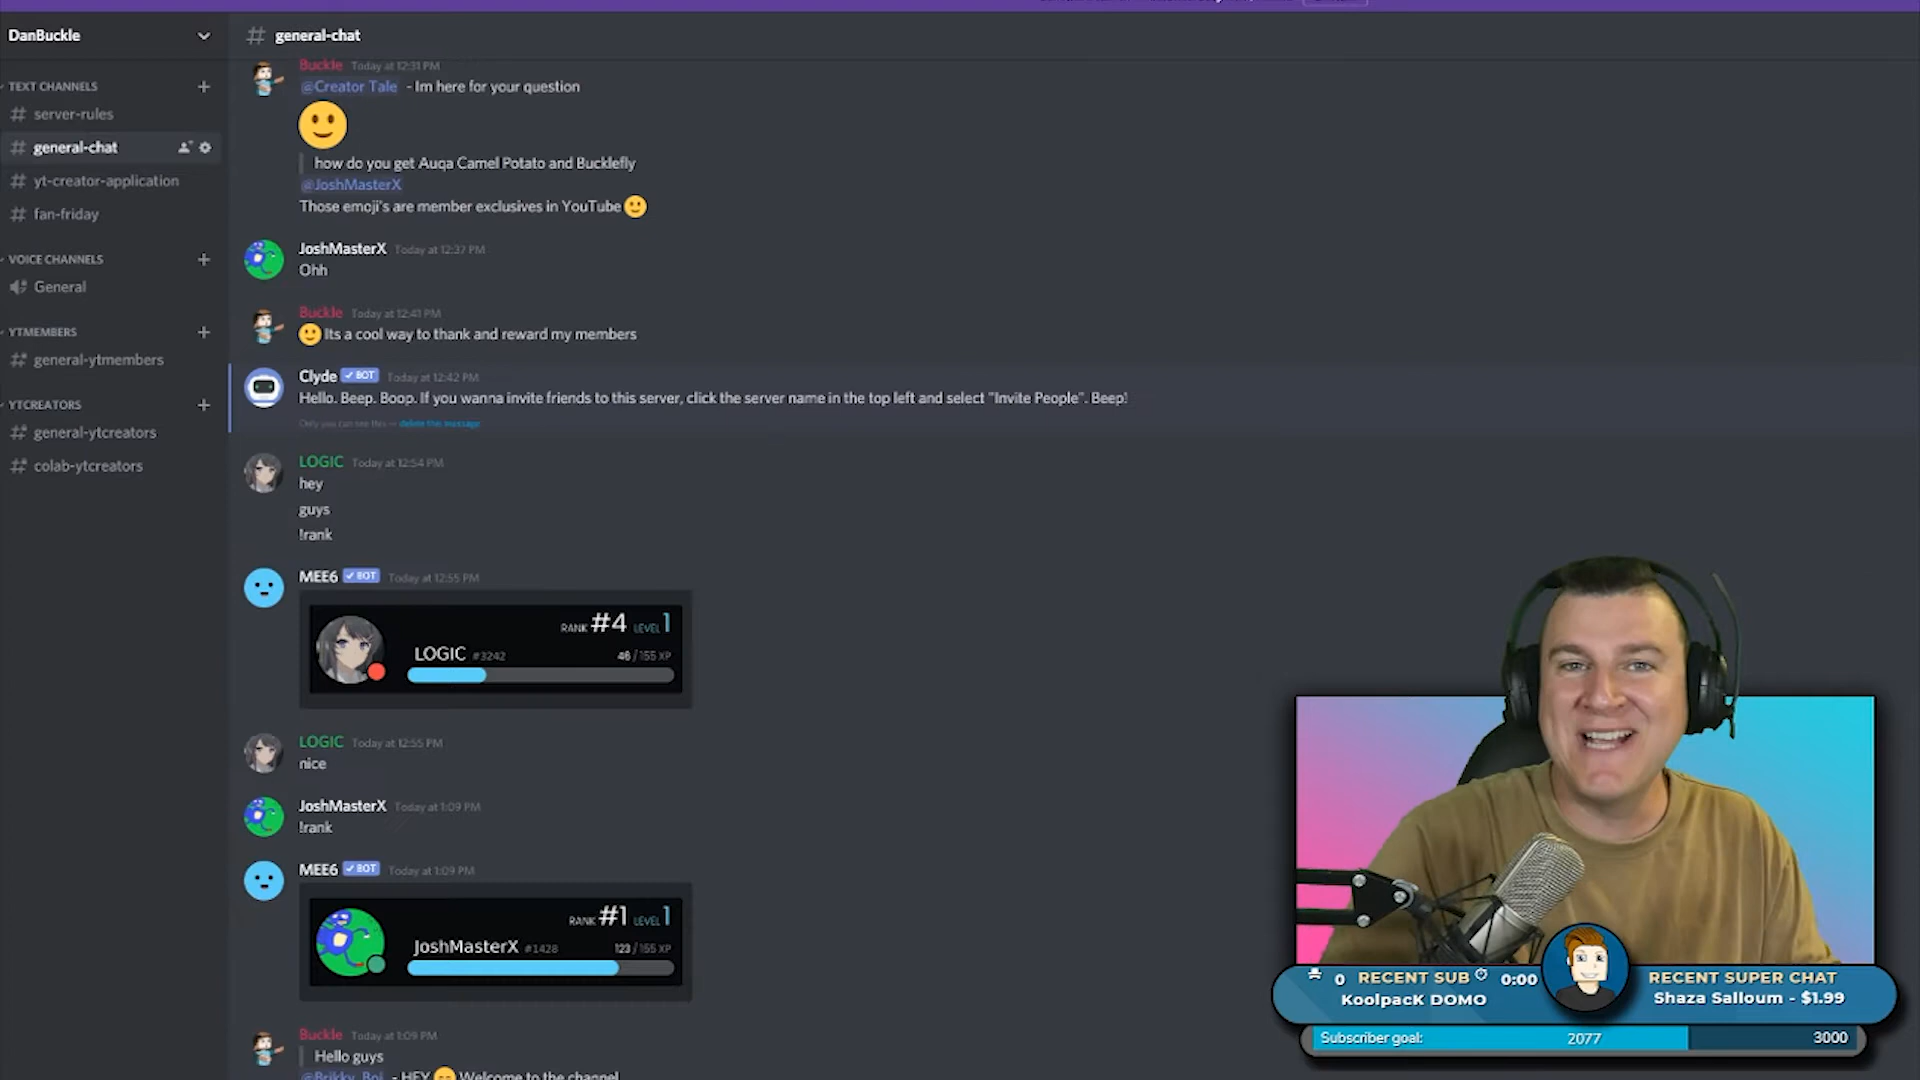 DanBuckle
TEXT CHANNELS
server-rules
general-chat
yt-creator-application
fan-friday
VOICE CHANNELS
General
YTMEMBERS
general-ytmembers
YTCREATORS
general-ytcreators
colab-ytcreators
general-chat
Buckle Today at 12:31 PM
@Creator Tale - Im here for your question
how do you get Auqa Camel Potato and Bucklefly
@JoshMasterX
Those emoji's are member exclusives in YouTube
JoshMasterX Today at 12:37 PM
Ohh
Buckle Today at 12:41 PM
Its a cool way to thank and reward my members
Clyde BOT Today at 12:42 PM
Hello. Beep. Boop. If you wanna invite friends to this server, click the server name in the top left and select "Invite People". Beep!
Only you can see this — delete this message
LOGIC Today at 12:54 PM
hey
guys
!rank
MEE6 BOT Today at 12:55 PM
RANK #4 LEVEL 1
LOGIC #3242 46 / 155 XP
LOGIC Today at 12:55 PM
nice
JoshMasterX Today at 1:09 PM
!rank
MEE6 BOT Today at 1:09 PM
RANK #1 LEVEL 1
JoshMasterX #1428 123 / 155 XP
Buckle Today at 1:09 PM
Hello guys
@Brikky_Boi - HEY Welcome to the channel
0 RECENT SUB 0:00
KoolpacK DOMO
RECENT SUPER CHAT
Shaza Salloum - $1.99
Subscriber goal: 2077 3000